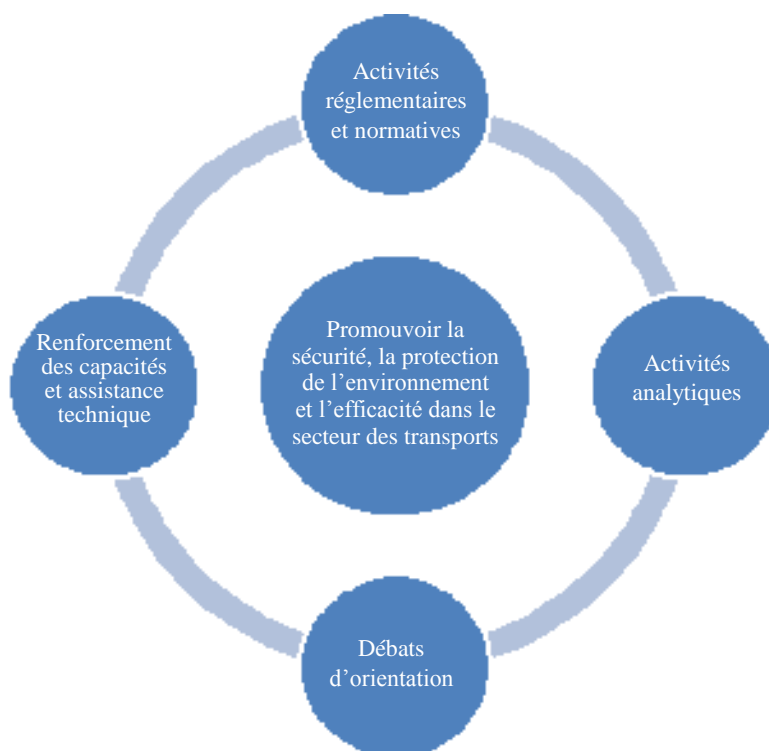 Activités
réglementaires
et normatives
Renforcement
des capacités
et assistance
technique
Promouvoir la
sécurité, la protection
de l’environnement
et l’efficacité dans le
secteur des transports
Activités
analytiques
Débats
d’orientation